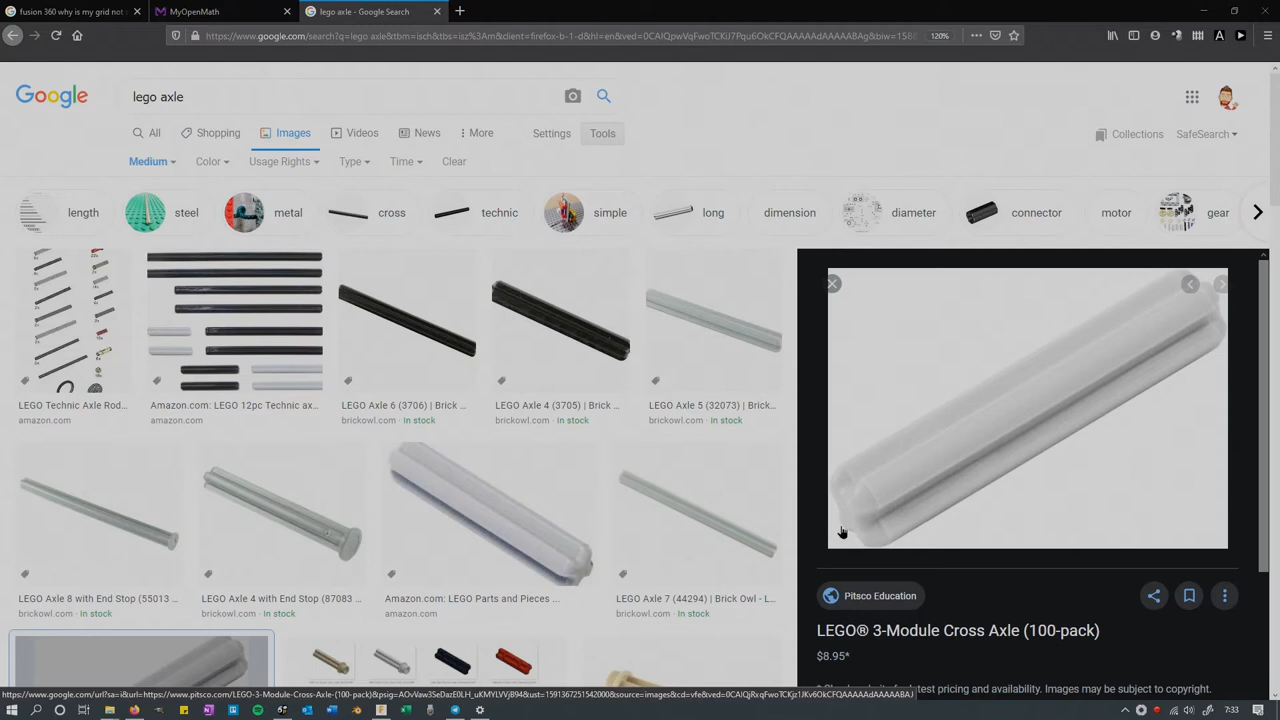 fusion 360 why is my grid not s
MyOpenMath
lego axle - Google Search
120%
Google
lego axle
All
Shopping
Images
Videos
News
More
Settings
Tools
Collections
SafeSearch
Medium
Color
Usage Rights
Type
Time
Clear
length
steel
metal
cross
technic
simple
long
dimension
diameter
connector
motor
gear
LEGO Technic Axle Rod...
amazon.com
Amazon.com: LEGO 12pc Technic ax...
amazon.com
LEGO Axle 6 (3706) | Brick ...
brickowl.com · In stock
LEGO Axle 4 (3705) | Brick ...
brickowl.com · In stock
LEGO Axle 5 (32073) | Brick...
brickowl.com · In stock
LEGO Axle 8 with End Stop (55013 ...
brickowl.com · In stock
LEGO Axle 4 with End Stop (87083 ...
brickowl.com · In stock
Amazon.com: LEGO Parts and Pieces ...
amazon.com
LEGO Axle 7 (44294) | Brick Owl - L...
brickowl.com · In stock
Pitsco Education
LEGO® 3-Module Cross Axle (100-pack)
$8.95*
pricing and availability. Images may be subject to copyright.
7:33